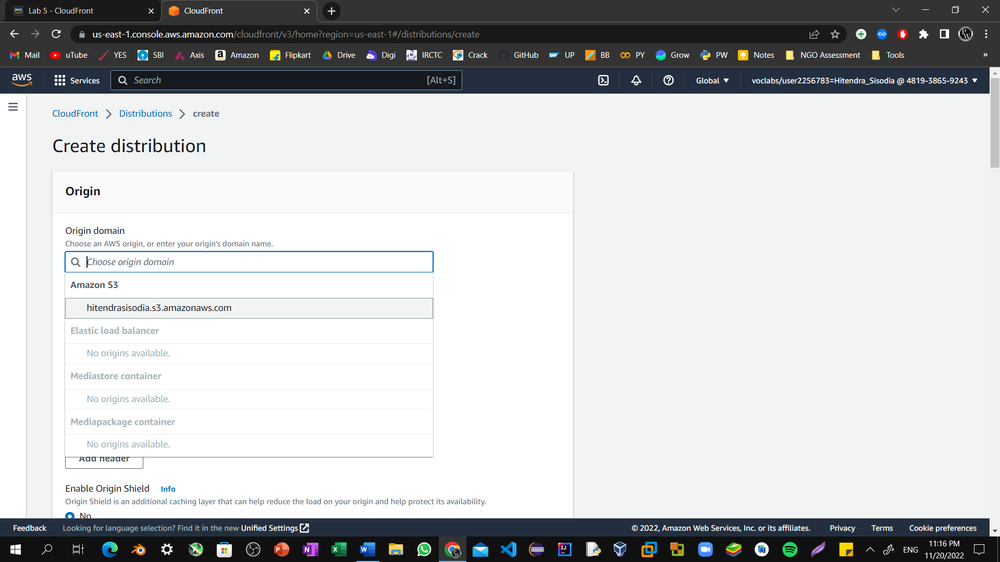 Lab 5 - CloudFront
CloudFront
us-east-1.console.aws.amazon.com/cloudfront/v3/home?region=us-east-1#/distributions/create
Mail uTube YES SBI Axis Amazon Flipkart Drive Digi IRCTC Crack GitHub UP BB PY Grow PW Notes NGO Assessment Tools »
aws Services Search [Alt+S] Global voclabs/user2256783=Hitendra_Sisodia @ 4819-3865-9243
CloudFront Distributions create
Create distribution
Origin
Origin domain
Choose an AWS origin, or enter your origin's domain name.
Choose origin domain
Amazon S3
hitendrasisodia.s3.amazonaws.com
Elastic load balancer
No origins available.
Mediastore container
No origins available.
Mediapackage container
No origins available.
Add header
Enable Origin Shield Info
Origin Shield is an additional caching layer that can help reduce the load on your origin and help protect its availability.
No
Feedback Looking for language selection? Find it in the new Unified Settings © 2022, Amazon Web Services, Inc. or its affiliates. Privacy Terms Cookie preferences
ENG 11:16 PM
11/20/2022